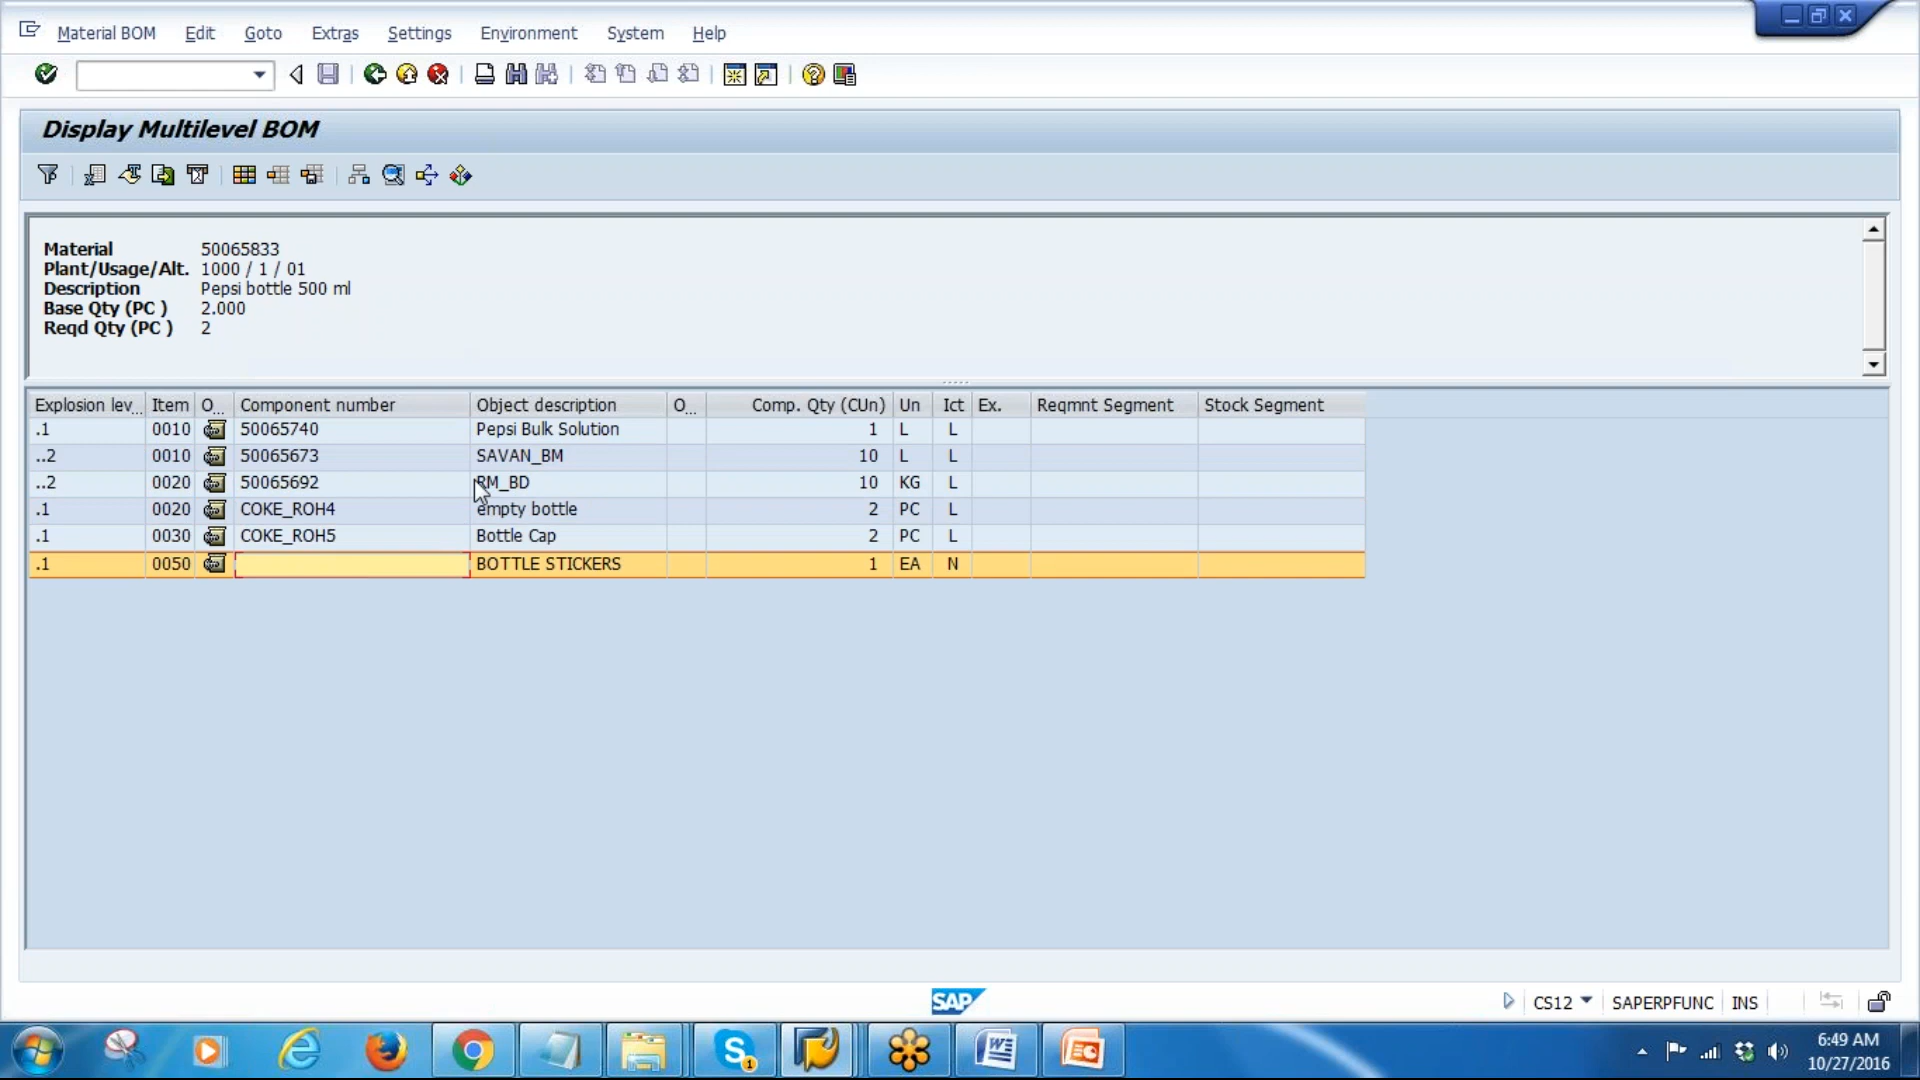 Material BOM Edit Goto Extras Settings Environment System Help
Display Multilevel BOM
Material 50065833
Plant/Usage/Alt. 1000 / 1 / 01
Description Pepsi bottle 500 ml
Base Qty (PC ) 2.000
Reqd Qty (PC ) 2
Explosion lev... Item O... Component number Object description O... Comp. Qty (CUn) Un Ict Ex. Reqmnt Segment Stock Segment
.1 0010 50065740 Pepsi Bulk Solution 1 L L
..2 0010 50065673 SAVAN_BM 10 L L
..2 0020 50065692 RM_BD 10 KG L
.1 0020 COKE_ROH4 empty bottle 2 PC L
.1 0030 COKE_ROH5 Bottle Cap 2 PC L
.1 0050 BOTTLE STICKERS 1 EA N
SAP CS12 SAPERPFUNC INS
6:49 AM
10/27/2016